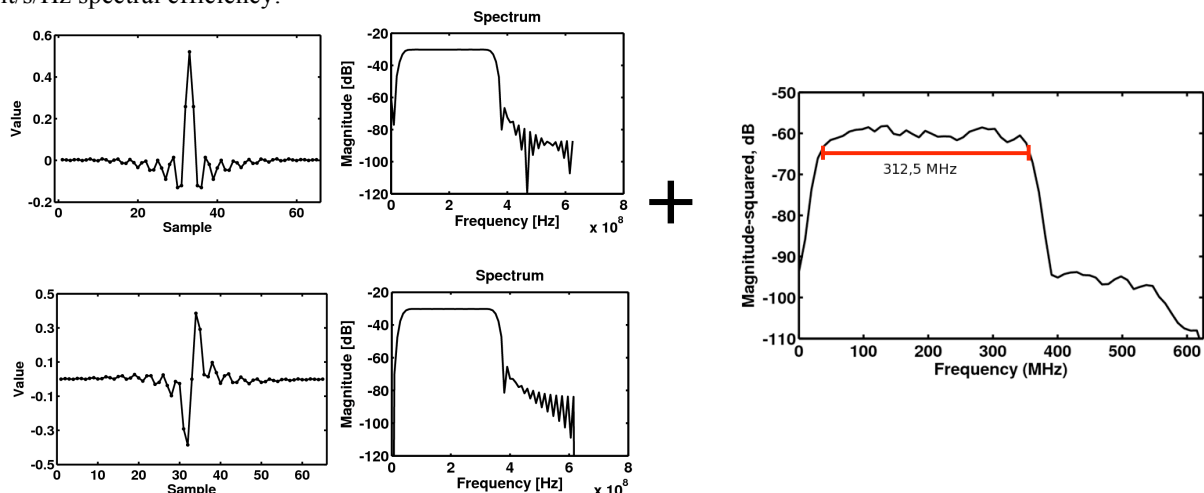 nt/s/Hz spectral efficiency.
Spectrum
0.6
0.4
0.2
0
-0.2
Value
0 20 40 60
Sample
-20
-40
-60
-80
-100
-120
Magnitude [dB]
0 2 4 6 8
Frequency [Hz]
x 10^8
+
-50
-60
-70
-80
-90
-100
-110
Magnitude-squared, dB
312,5 MHz
0 100 200 300 400 500 600
Frequency (MHz)
0.5
0.3
0.1
-0.1
-0.3
-0.5
Value
0 10 20 30 40 50 60
Sample
Spectrum
-20
-40
-60
-80
-100
-120
Magnitude [dB]
0 2 4 6 8
Frequency [Hz]
x 10^8